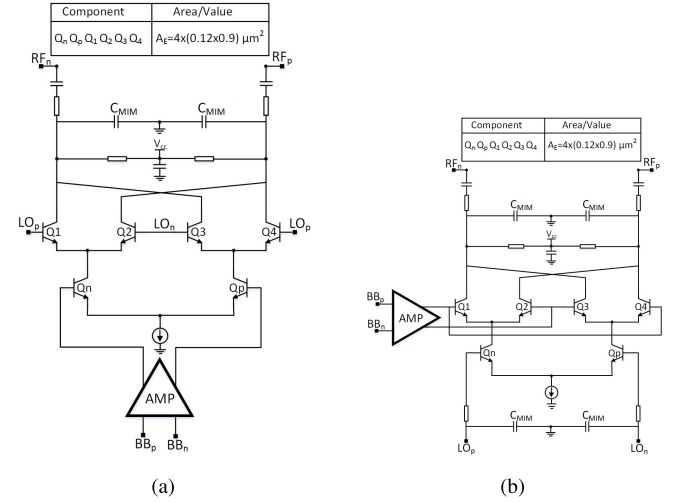 Component Area/Value
Qn Qp Q1 Q2 Q3 Q4 AE=4x(0.12x0.9) μm²
RFn RFp
CMIM CMIM
VCC
LOp Q1 Q2 LOn Q3 Q4 LOp
Qn Qp
AMP
BBp BBn
(a)
Component Area/Value
Qn Qp Q1 Q2 Q3 Q4 AE=4x(0.12x0.9) μm²
RFn RFp
CMIM CMIM
VCC
BBp Q1 Q2 Q3 Q4
AMP
BBn
Qn Qp
CMIM CMIM
LOp LOn
(b)